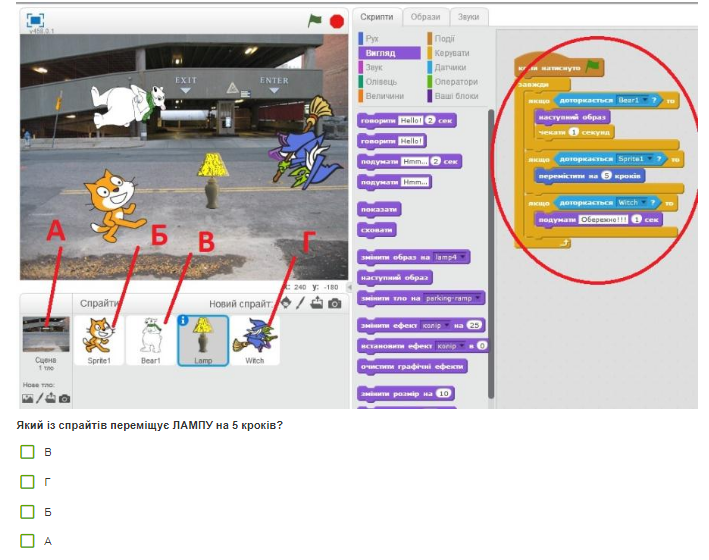 v460.0.1
Скрипти
Образи
Звуки
Рух
Вигляд
Звук
Олівець
Величини
Події
Керувати
Датчики
Оператори
Ваші блоки
EXIT
ENTER
А
Б
В
Г
x: 240 y: -180
говорити Hello! 2 сек
говорити Hello!
подумати Hmm... 2 сек
подумати Hmm...
показати
сховати
змінити образ на lamp4
наступний образ
змінити тло на parking-ramp
змінити ефект колір на 25
встановити ефект колір в 0
очистити графічні ефекти
змінити розмір на 10
коли натиснуто
завжди
якщо доторкається Bear1 ? то
наступний образ
чекати 1 секунд
якщо доторкається Sprite1 ? то
перемістити на 5 кроків
якщо доторкається Witch ? то
подумати Обережно!!! 1 сек
Спрайти
Новий спрайт:
Сцена
1 тло
Нове тло:
Sprite1
Bear1
Lamp
Witch
Який із спрайтів переміщує ЛАМПУ на 5 кроків?
В
Г
Б
А